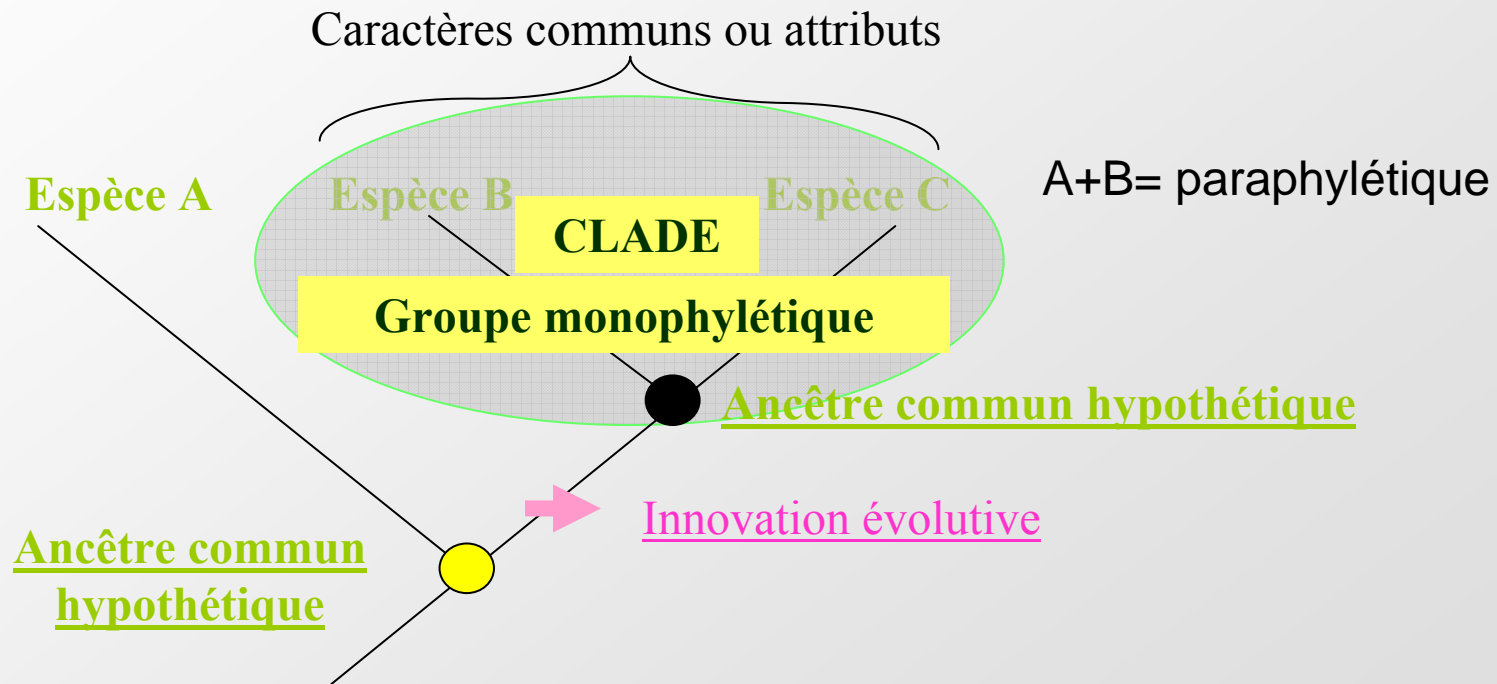 Caractères communs ou attributs
Espèce A
Espèce B
Espèce C
A+B= paraphylétique
CLADE
Groupe monophylétique
Ancêtre commun hypothétique
Innovation évolutive
Ancêtre commun
hypothétique